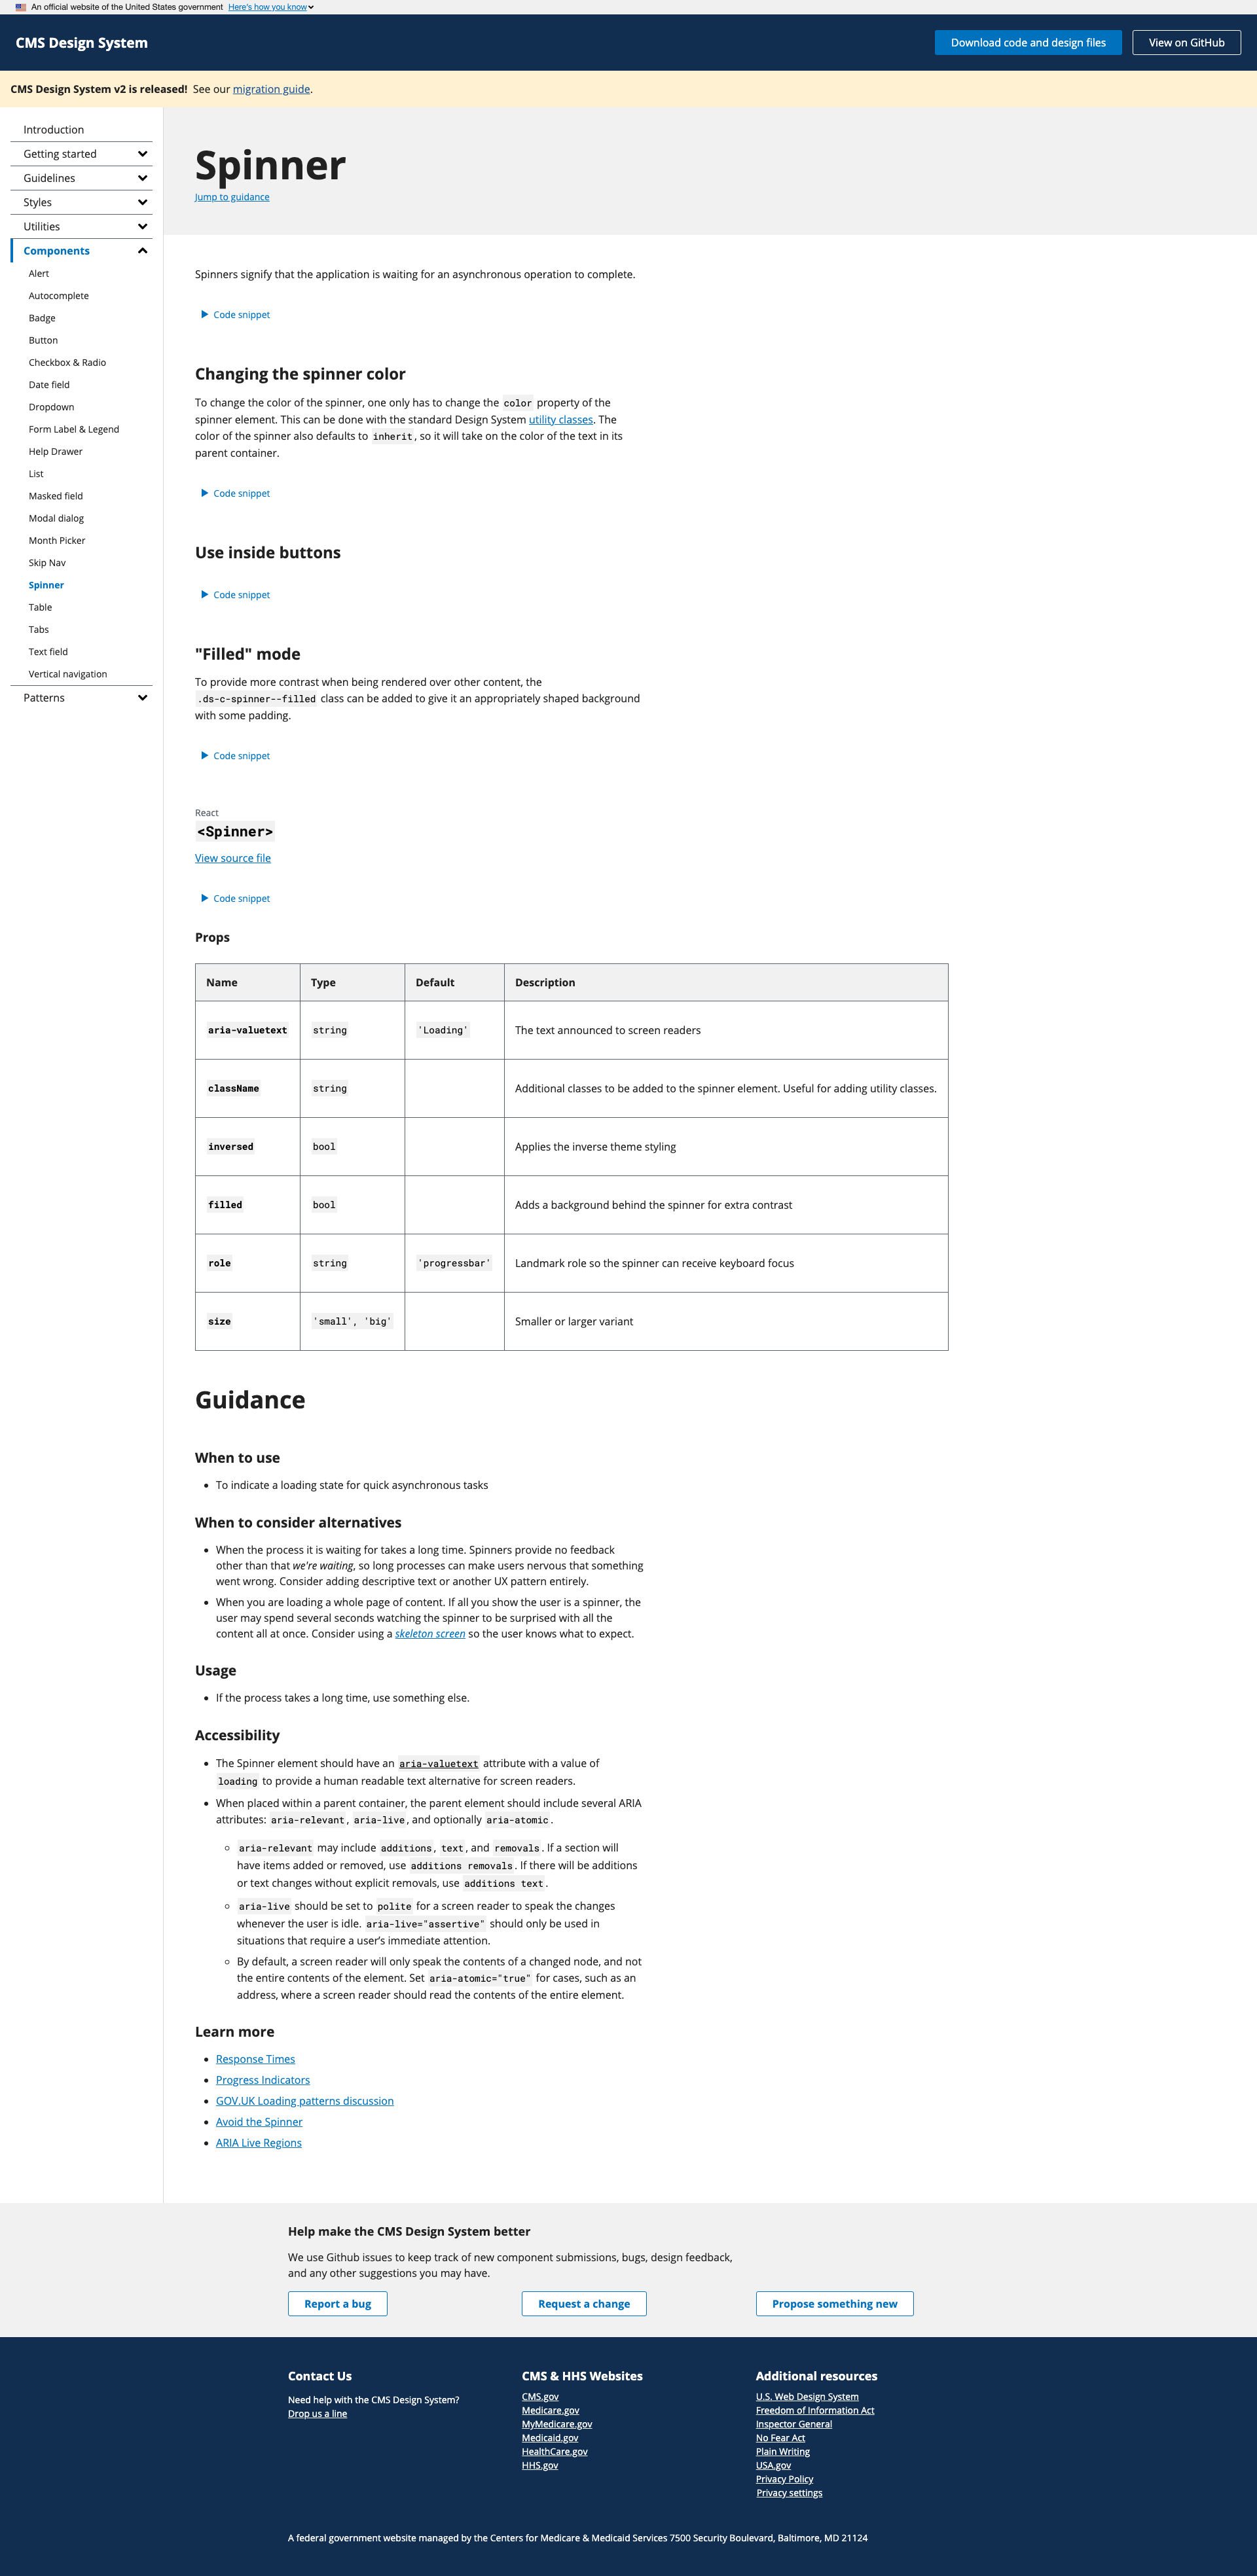 An official website of the United States government Here's how you know
CMS Design System
Download code and design files
View on GitHub
CMS Design System v2 is released! See our migration guide.
Introduction
Getting started
Guidelines
Styles
Utilities
Components
Alert
Autocomplete
Badge
Button
Checkbox & Radio
Date field
Dropdown
Form Label & Legend
Help Drawer
List
Masked field
Modal dialog
Month Picker
Skip Nav
Spinner
Table
Tabs
Text field
Vertical navigation
Patterns
Spinner
Jump to guidance
Spinners signify that the application is waiting for an asynchronous operation to complete.
Code snippet
Changing the spinner color
To change the color of the spinner, one only has to change the color property of the
spinner element. This can be done with the standard Design System utility classes. The
color of the spinner also defaults to inherit, so it will take on the color of the text in its
parent container.
Code snippet
Use inside buttons
Code snippet
"Filled" mode
To provide more contrast when being rendered over other content, the
.ds-c-spinner--filled class can be added to give it an appropriately shaped background
with some padding.
Code snippet
React
<Spinner>
View source file
Code snippet
Props
Name Type Default Description
aria-valuetext string 'Loading' The text announced to screen readers
className string Additional classes to be added to the spinner element. Useful for adding utility classes.
inversed bool Applies the inverse theme styling
filled bool Adds a background behind the spinner for extra contrast
role string 'progressbar' Landmark role so the spinner can receive keyboard focus
size 'small', 'big' Smaller or larger variant
Guidance
When to use
• To indicate a loading state for quick asynchronous tasks
When to consider alternatives
• When the process it is waiting for takes a long time. Spinners provide no feedback
other than that we're waiting, so long processes can make users nervous that something
went wrong. Consider adding descriptive text or another UX pattern entirely.
• When you are loading a whole page of content. If all you show the user is a spinner, the
user may spend several seconds watching the spinner to be surprised with all the
content all at once. Consider using a skeleton screen so the user knows what to expect.
Usage
• If the process takes a long time, use something else.
Accessibility
• The Spinner element should have an aria-valuetext attribute with a value of
loading to provide a human readable text alternative for screen readers.
• When placed within a parent container, the parent element should include several ARIA
attributes: aria-relevant, aria-live, and optionally aria-atomic.
◦ aria-relevant may include additions, text, and removals. If a section will
have items added or removed, use additions removals. If there will be additions
or text changes without explicit removals, use additions text.
◦ aria-live should be set to polite for a screen reader to speak the changes
whenever the user is idle. aria-live="assertive" should only be used in
situations that require a user's immediate attention.
◦ By default, a screen reader will only speak the contents of a changed node, and not
the entire contents of the element. Set aria-atomic="true" for cases, such as an
address, where a screen reader should read the contents of the entire element.
Learn more
• Response Times
• Progress Indicators
• GOV.UK Loading patterns discussion
• Avoid the Spinner
• ARIA Live Regions
Help make the CMS Design System better
We use Github issues to keep track of new component submissions, bugs, design feedback,
and any other suggestions you may have.
Report a bug
Request a change
Propose something new
Contact Us
Need help with the CMS Design System?
Drop us a line
CMS & HHS Websites
CMS.gov
Medicare.gov
MyMedicare.gov
Medicaid.gov
HealthCare.gov
HHS.gov
Additional resources
U.S. Web Design System
Freedom of Information Act
Inspector General
No Fear Act
Plain Writing
USA.gov
Privacy Policy
Privacy settings
A federal government website managed by the Centers for Medicare & Medicaid Services 7500 Security Boulevard, Baltimore, MD 21124